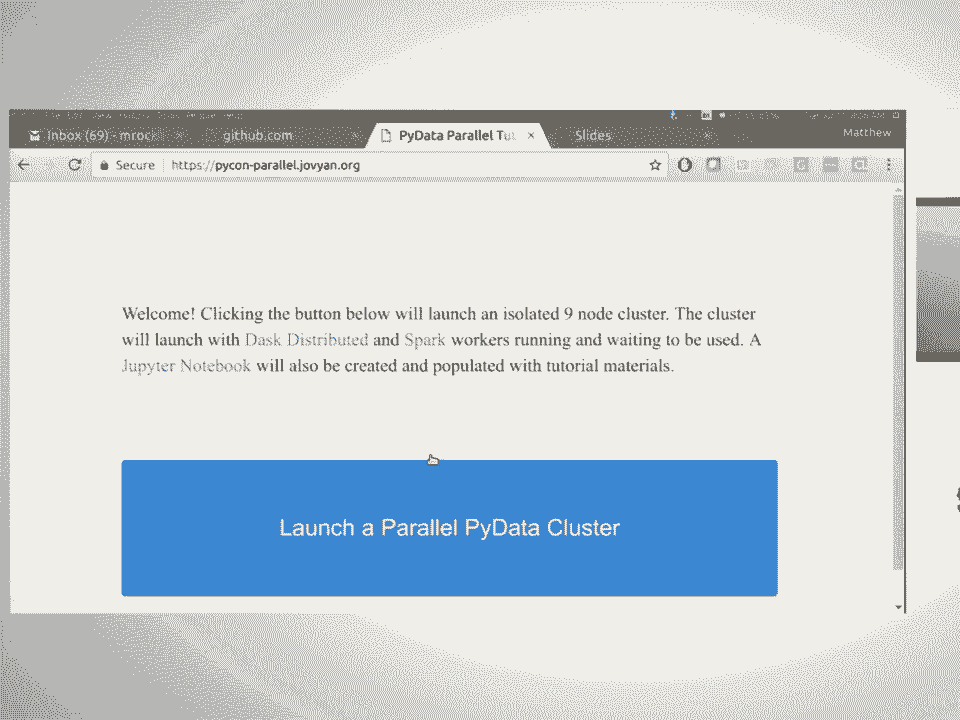 Inbox (69) - mroc
github.com
PyData Parallel Tut
Slides
Matthew
Secure
https://pycon-parallel.jovyan.org
Welcome! Clicking the button below will launch an isolated 9 node cluster. The cluster
will launch with Dask Distributed and Spark workers running and waiting to be used. A
Jupyter Notebook will also be created and populated with tutorial materials.
Launch a Parallel PyData Cluster